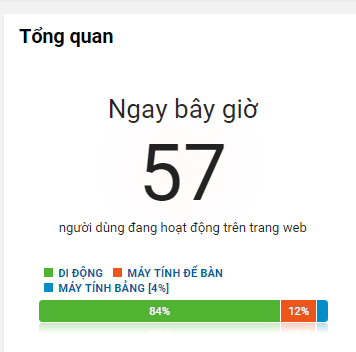 Tổng quan
Ngay bây giờ
57
người dùng đang hoạt động trên trang web
DI ĐỘNG MÁY TÍNH ĐỂ BÀN
MÁY TÍNH BẢNG [4%]
84% 12%